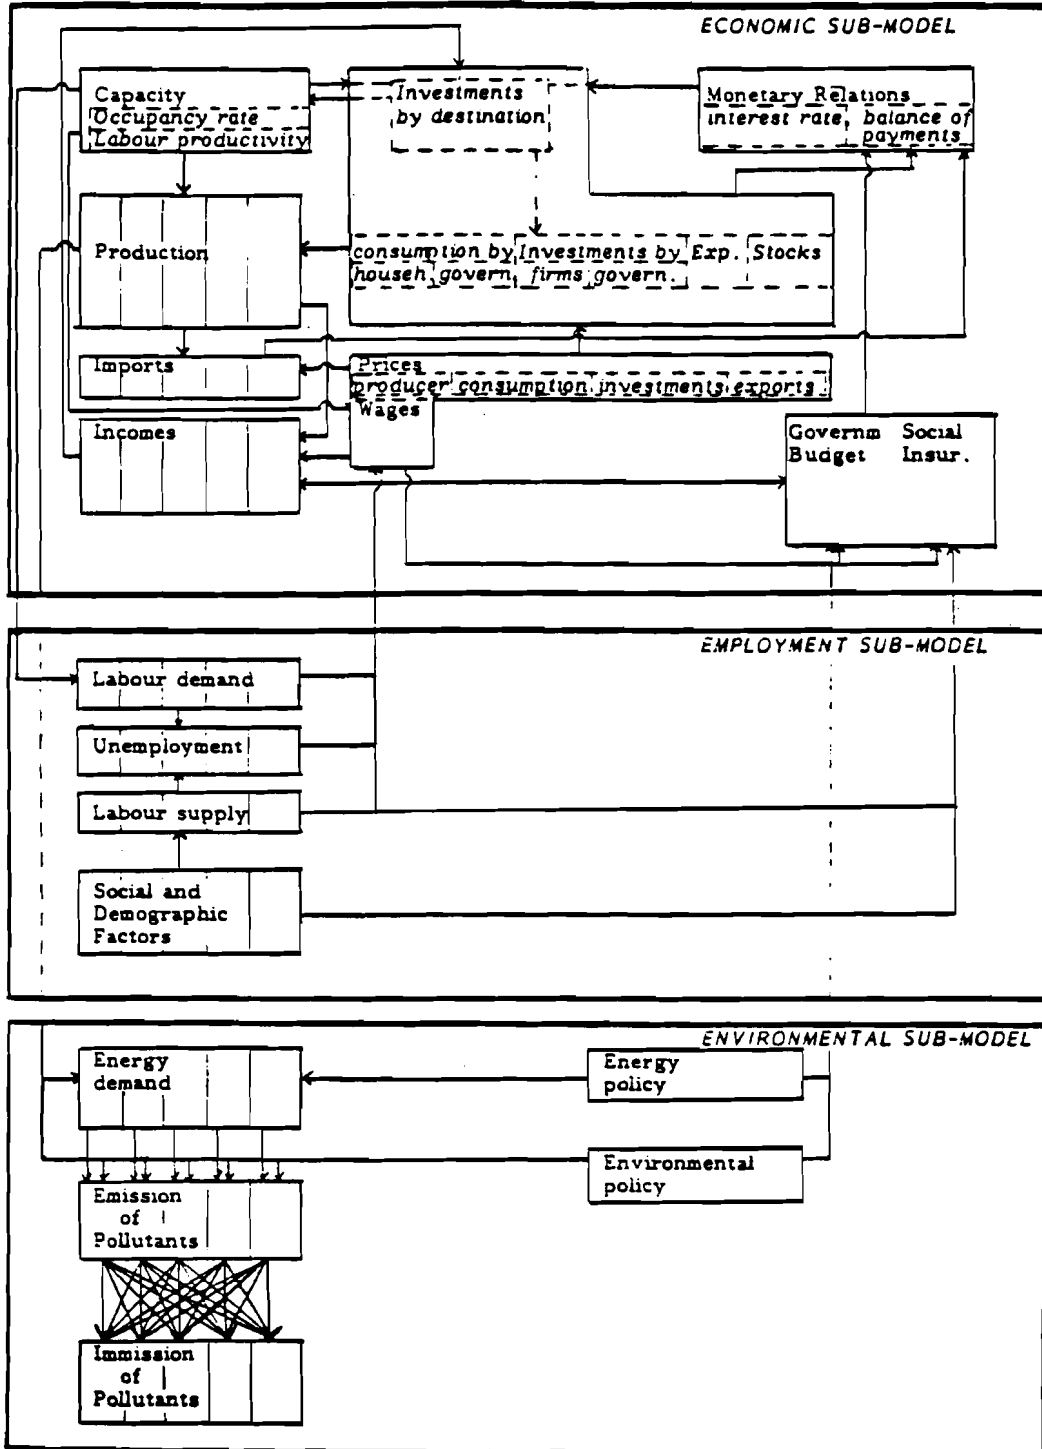 ECONOMIC SUB-MODEL
Capacity
Occupancy rate
Labour productivity
Investments
by destination
Monetary Relations
interest rate balance of
payments
Production
consumption by Investments by Exp. Stocks
househ govern. firms govern.
Imports
Prices
producer consumption investments exports
Wages
Incomes
Governm Social
Budget Insur.
EMPLOYMENT SUB-MODEL
Labour demand
Unemployment
Labour supply
Social and
Demographic
Factors
ENVIRONMENTAL SUB-MODEL
Energy
demand
Energy
policy
Environmental
policy
Emission
of
Pollutants
Immission
of
Pollutants